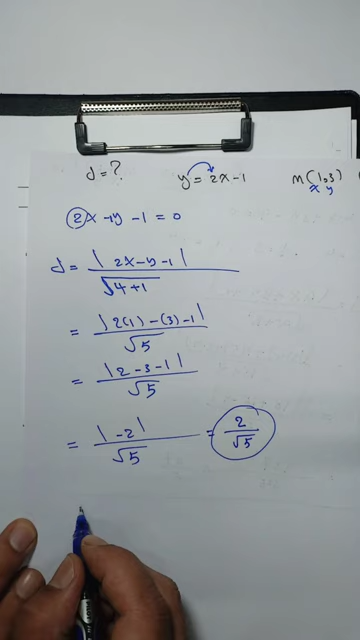 d = ? y = 2x - 1 M(1,3)
x y
2x - 1y - 1 = 0
d = |2x - y - 1| / √4+1
= |2(1) - (3) - 1| / √5
= |2 - 3 - 1| / √5
= |-2| / √5 = 2/√5